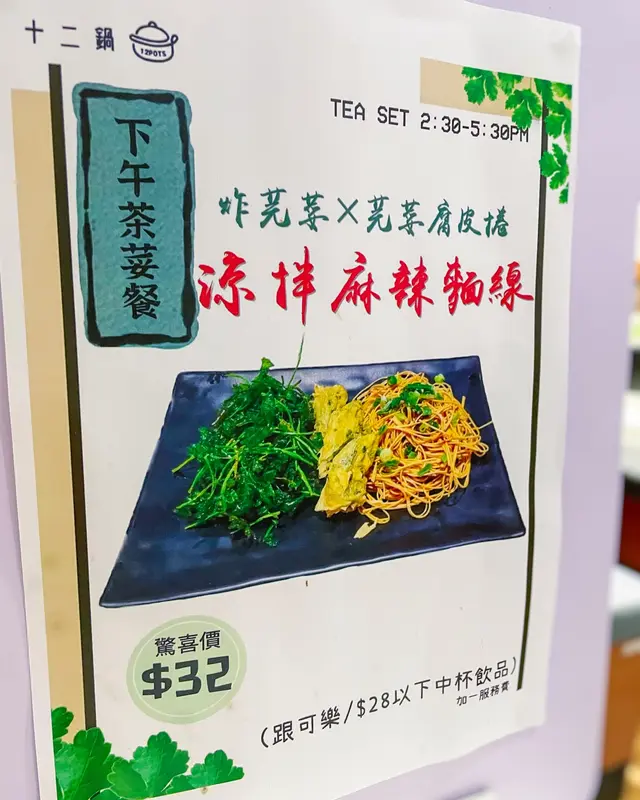 十二鍋
12POTS
TEA SET 2:30-5:30PM
下午茶荽餐
炸芫荽×芫荽腐皮捲
涼拌麻辣麵線
驚喜價
$32
(跟可樂/$28以下中杯飲品)
加一服務費